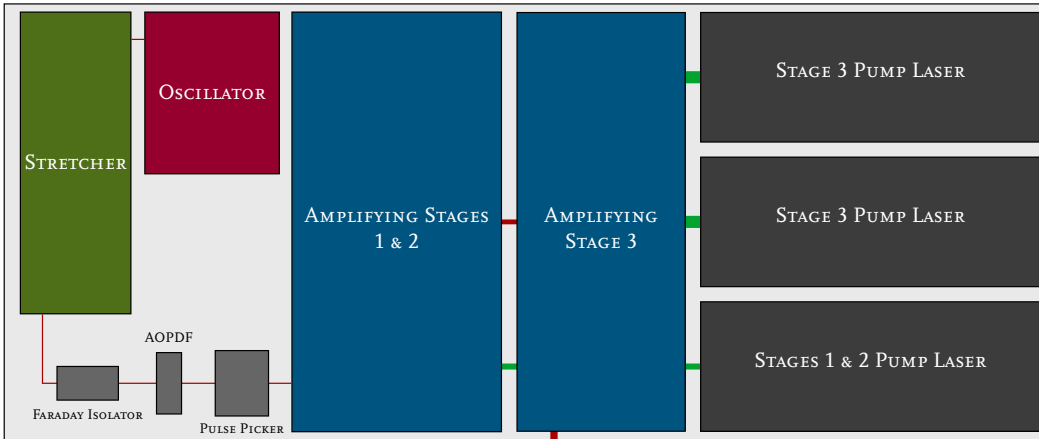 Stretcher
Oscillator
Amplifying Stages
1 & 2
Amplifying
Stage 3
Stage 3 Pump Laser
Stage 3 Pump Laser
Stages 1 & 2 Pump Laser
AOPDF
Faraday Isolator
Pulse Picker